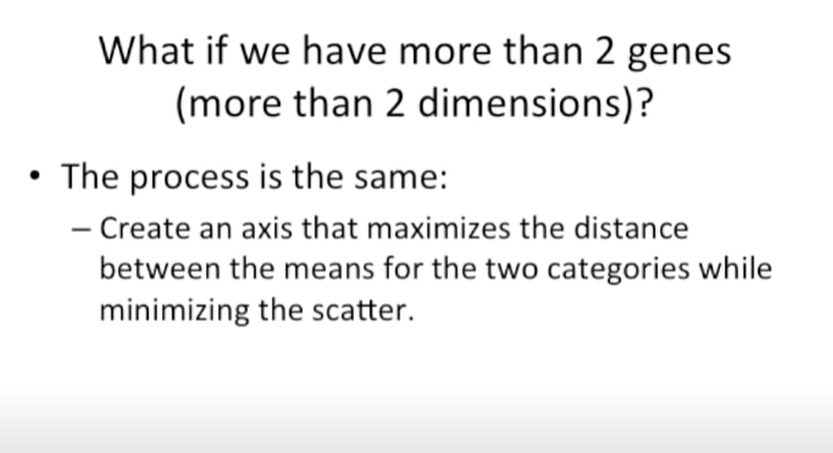 What if we have more than 2 genes
(more than 2 dimensions)?
• The process is the same:
– Create an axis that maximizes the distance
between the means for the two categories while
minimizing the scatter.